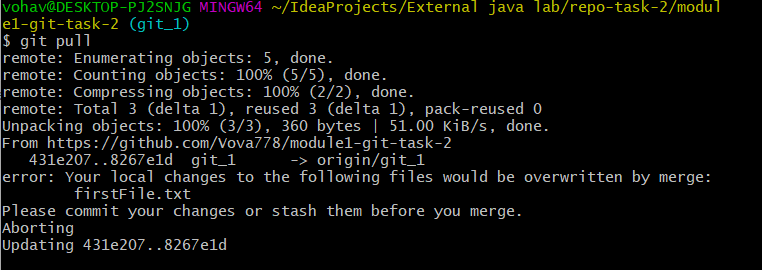 vohav@DESKTOP-PJ2SNJG MINGW64 ~/IdeaProjects/External java lab/repo-task-2/modul
e1-git-task-2 (git_1)
$ git pull
remote: Enumerating objects: 5, done.
remote: Counting objects: 100% (5/5), done.
remote: Compressing objects: 100% (2/2), done.
remote: Total 3 (delta 1), reused 3 (delta 1), pack-reused 0
Unpacking objects: 100% (3/3), 360 bytes | 51.00 KiB/s, done.
From https://github.com/Vova778/module1-git-task-2
   431e207..8267e1d  git_1      -> origin/git_1
error: Your local changes to the following files would be overwritten by merge:
        firstFile.txt
Please commit your changes or stash them before you merge.
Aborting
Updating 431e207..8267e1d